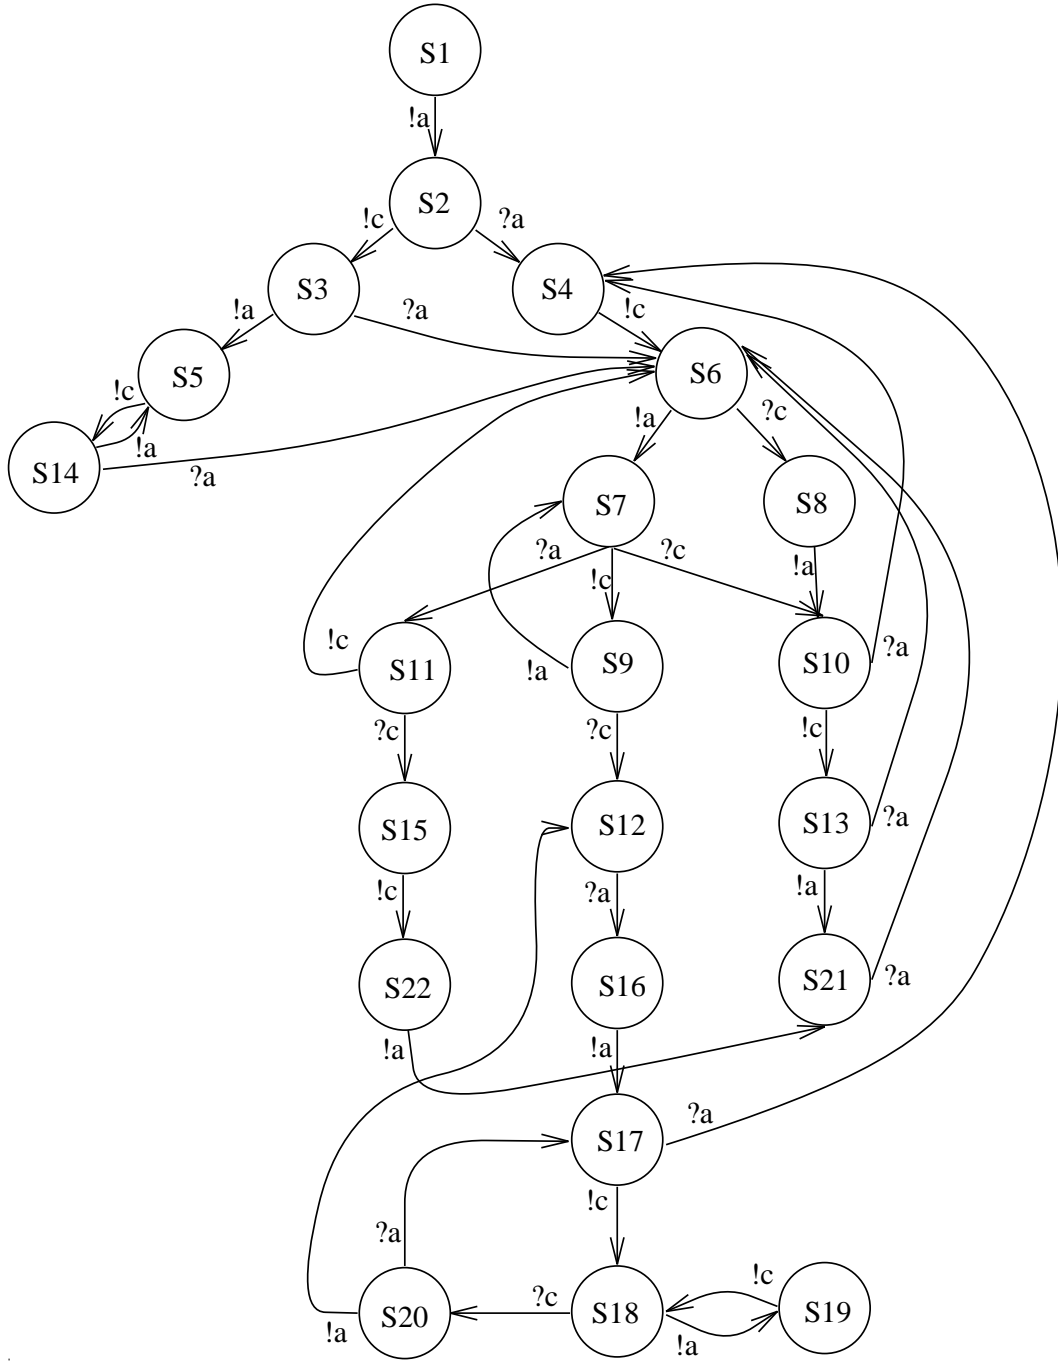 S1
!a
S2
!c ?a
S3 S4
!a ?a !c
S5 S6
!c !a ?c
S14 !a ?a
S7 S8
?a !c ?c !a
!c S11 !a S9 S10 ?a
?c ?c !c
S15 S12 S13 ?a
!c ?a !a
S22 S16 S21 ?a
!a !a
S17 ?a
?a !c
!c
S20 ?c S18 S19
!a !a